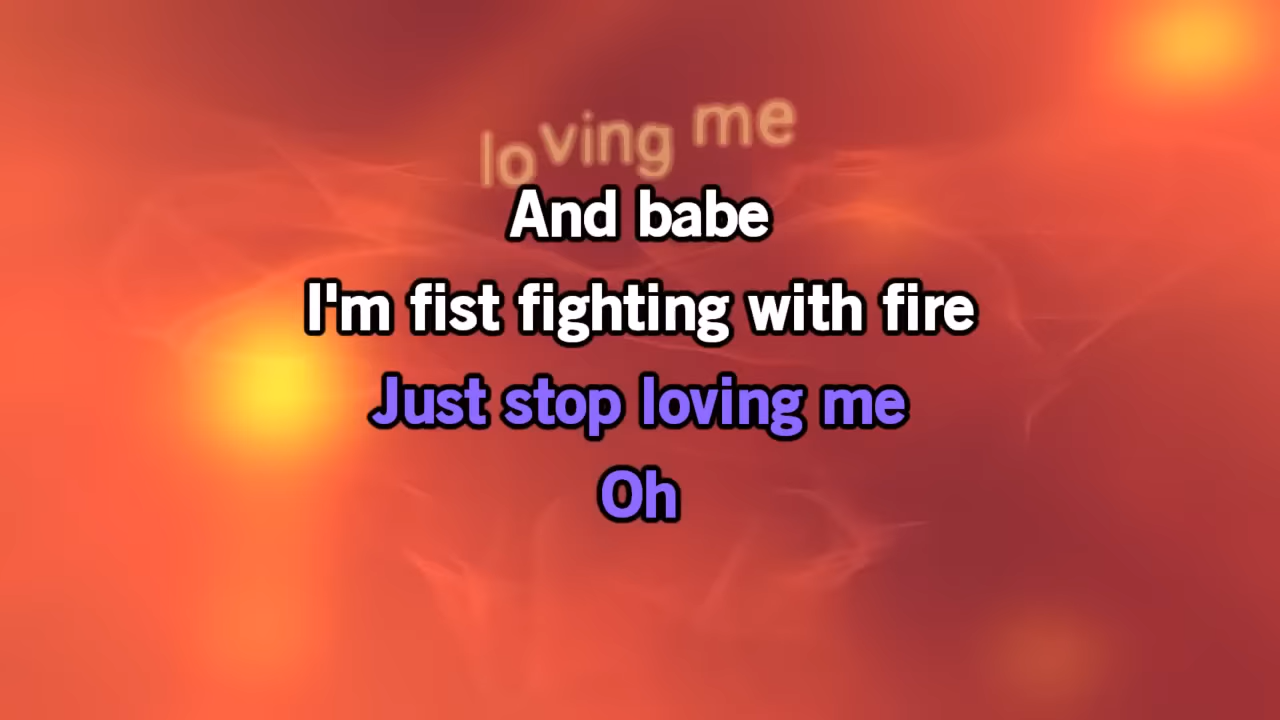 loving me
And babe
I'm fist fighting with fire
Just stop loving me
Oh